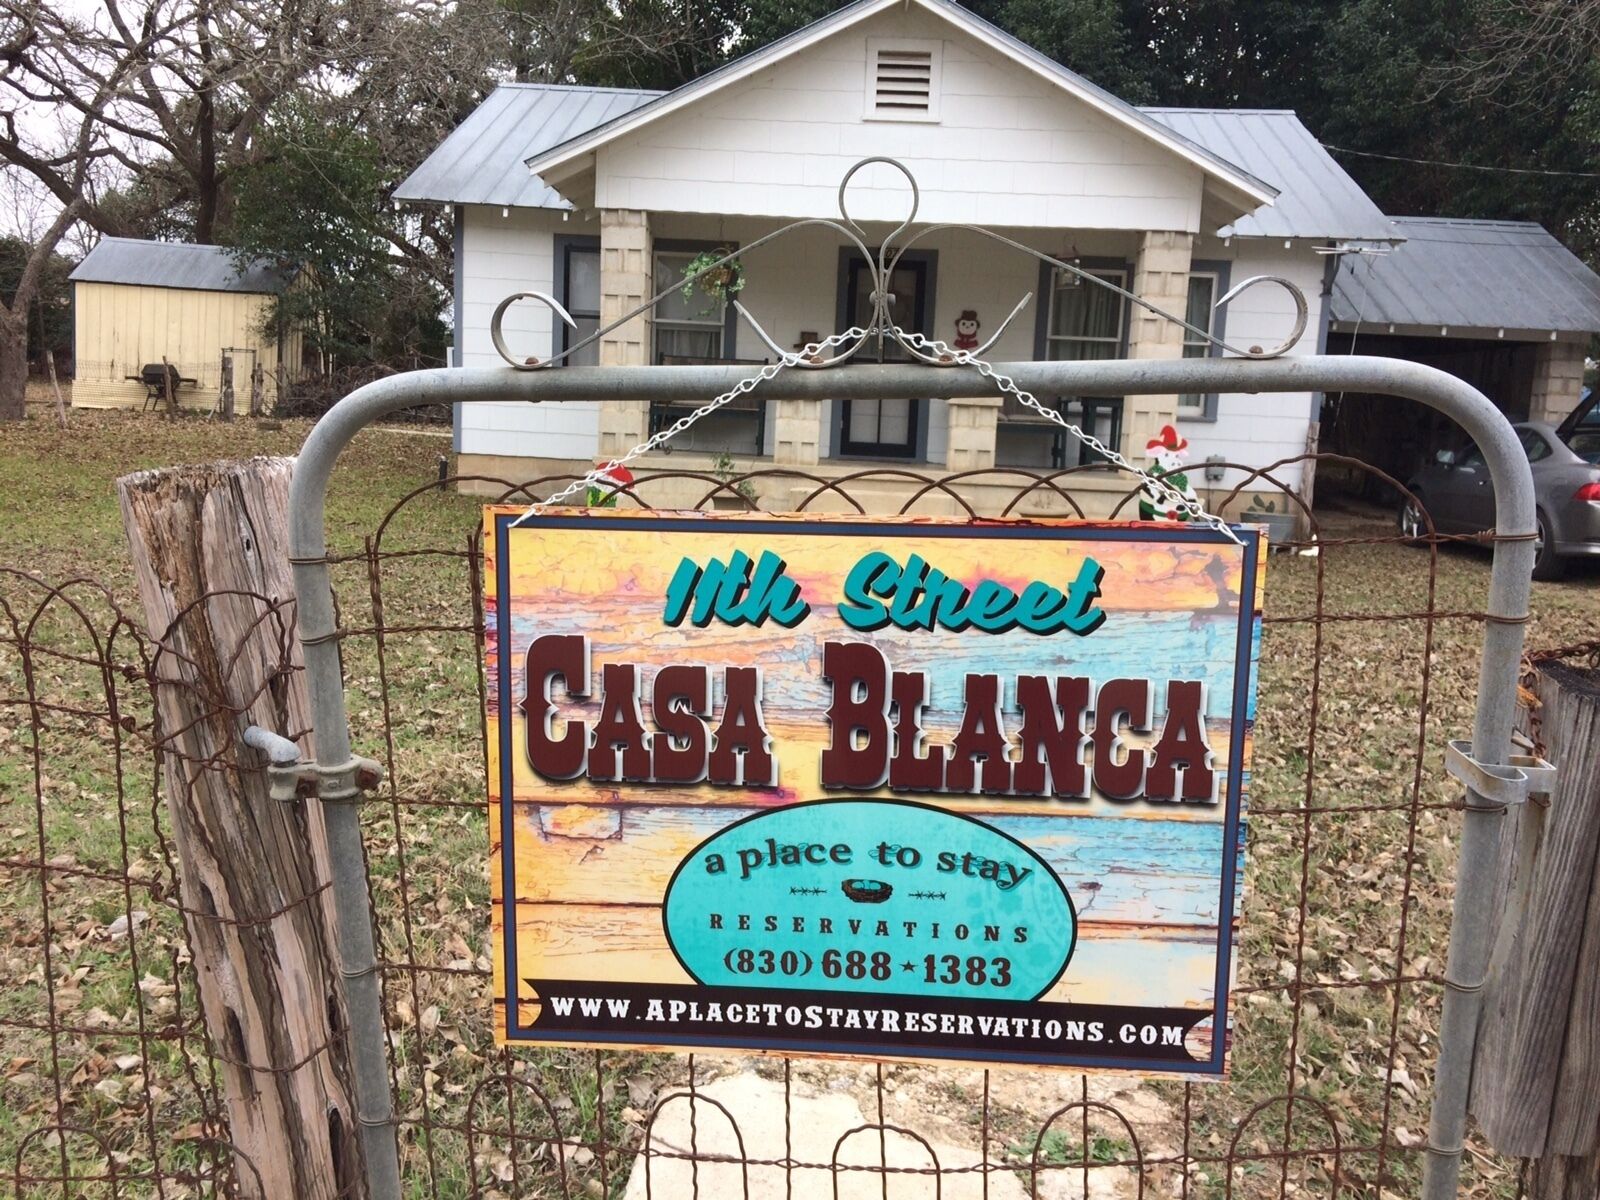 11th Street
CASA BLANCA
a place to stay
RESERVATIONS
(830) 688★1383
WWW.APLACETOSTAYRESERVATIONS.COM